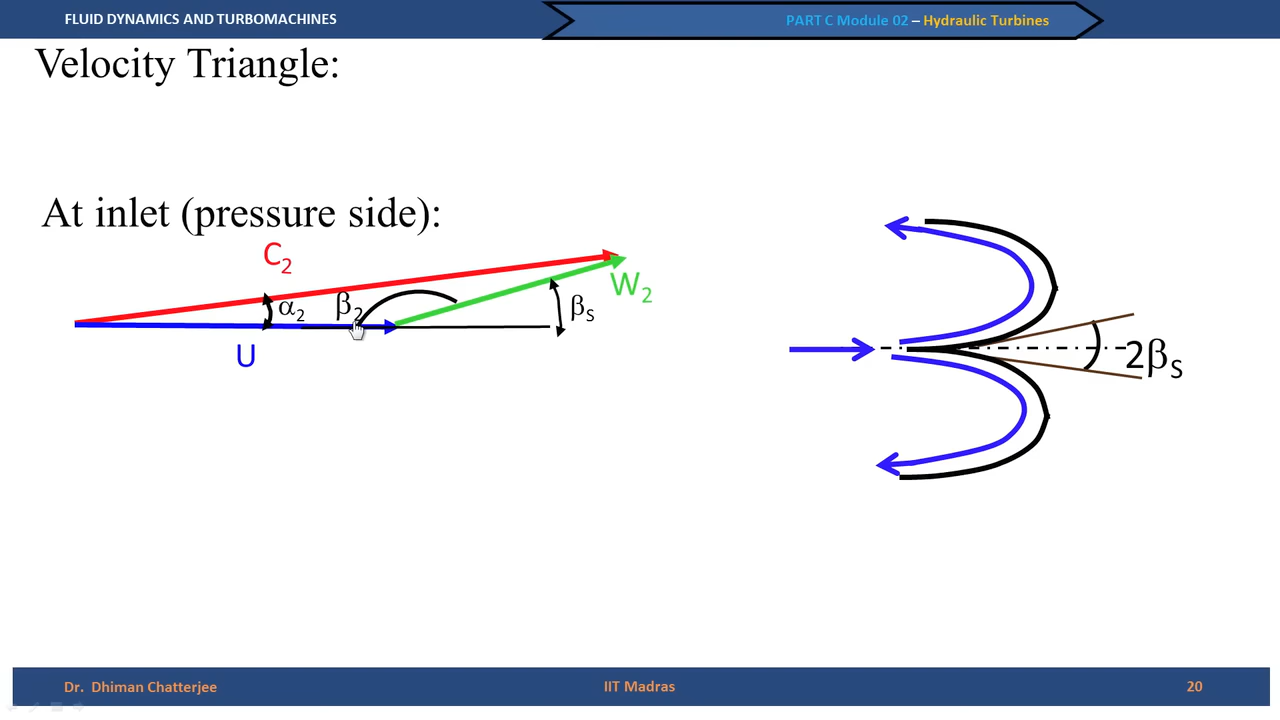 FLUID DYNAMICS AND TURBOMACHINES
PART C Module 02 – Hydraulic Turbines
Velocity Triangle:
At inlet (pressure side):
C₂
W₂
α₂
β₂
βₛ
U
2βₛ
Dr. Dhiman Chatterjee
IIT Madras
20